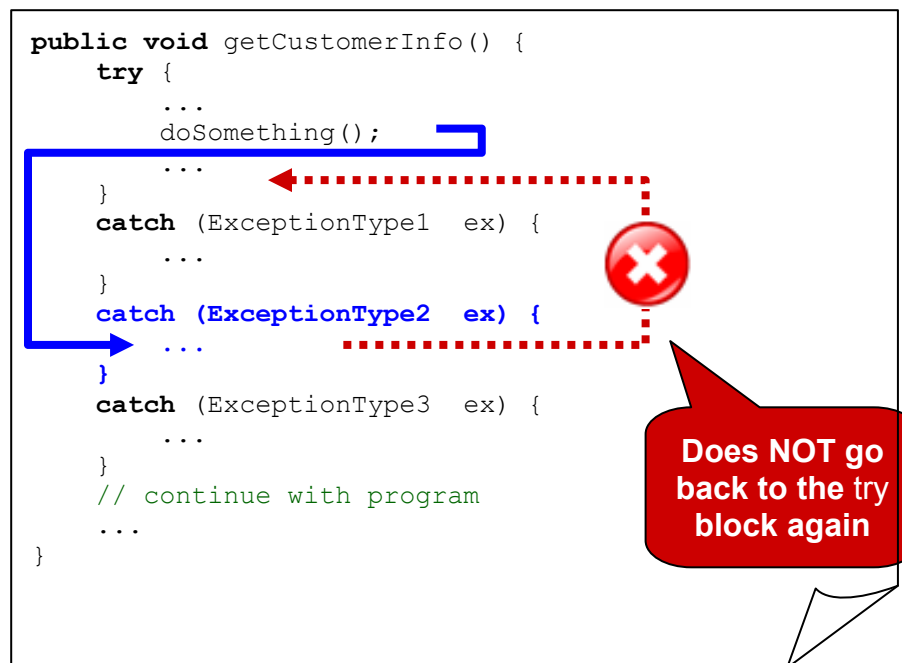 public void getCustomerInfo() {
    try {
        ...
        doSomething();
        ...
    }
    catch (ExceptionType1  ex) {
        ...
    }
    catch (ExceptionType2  ex) {
        ...
    }
    catch (ExceptionType3  ex) {
        ...
    }
    // continue with program
    ...
}
Does NOT go
back to the try
block again